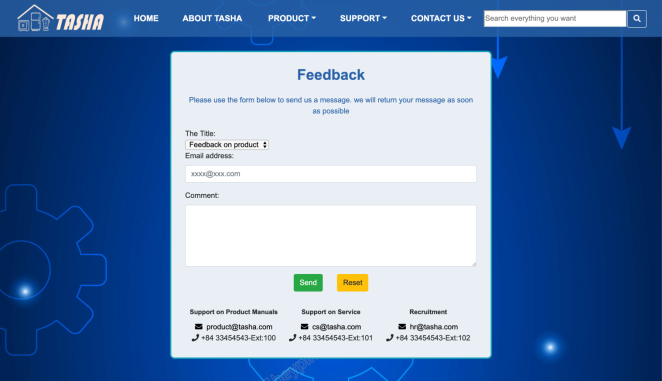 TASHA
HOME
ABOUT TASHA
PRODUCT
SUPPORT
CONTACT US
Search everything you want
Feedback
Please use the form below to send us a message. we will return your message as soon
as possible
The Title:
Feedback on product
Email address:
xxxx@xxx.com
Comment:
Send
Reset
Support on Product Manuals
Support on Service
Recruitment
product@tasha.com
cs@tasha.com
hr@tasha.com
+84 33454543-Ext:100
+84 33454543-Ext:101
+84 33454543-Ext:102